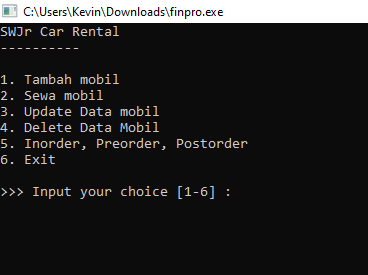 C:\Users\Kevin\Downloads\finpro.exe
SWJr Car Rental
----------
1. Tambah mobil
2. Sewa mobil
3. Update Data mobil
4. Delete Data Mobil
5. Inorder, Preorder, Postorder
6. Exit
>>> Input your choice [1-6] :